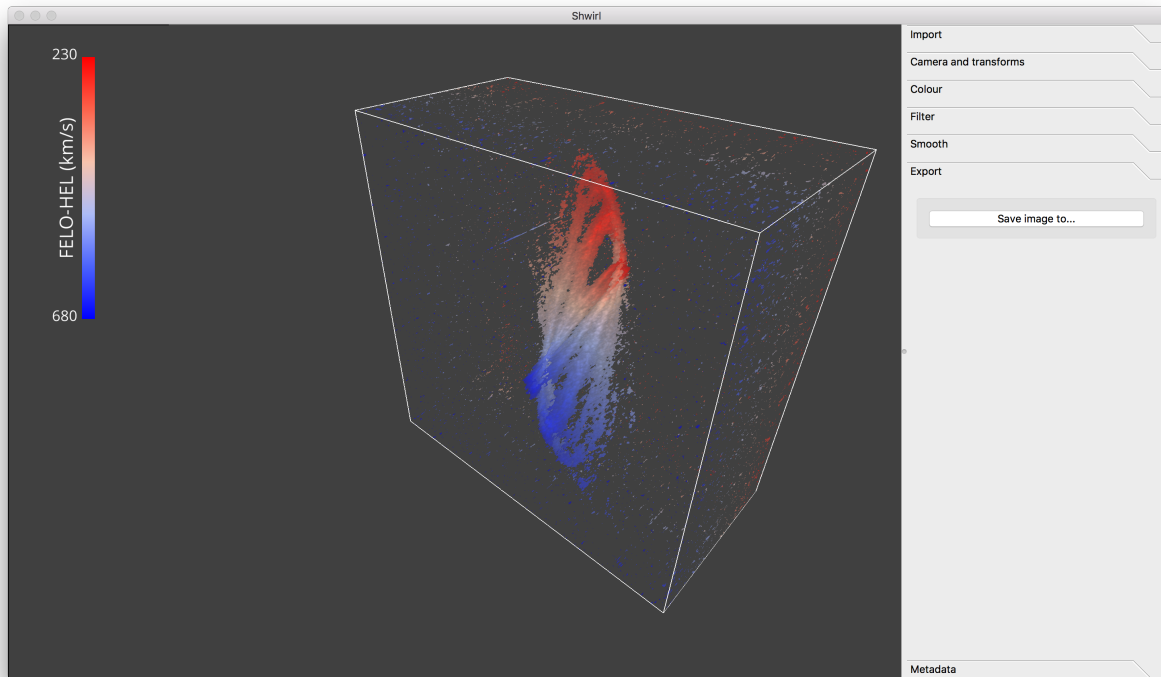 Shwirl
230
FELO-HEL (km/s)
680
Import
Camera and transforms
Colour
Filter
Smooth
Export
Save image to...
Metadata